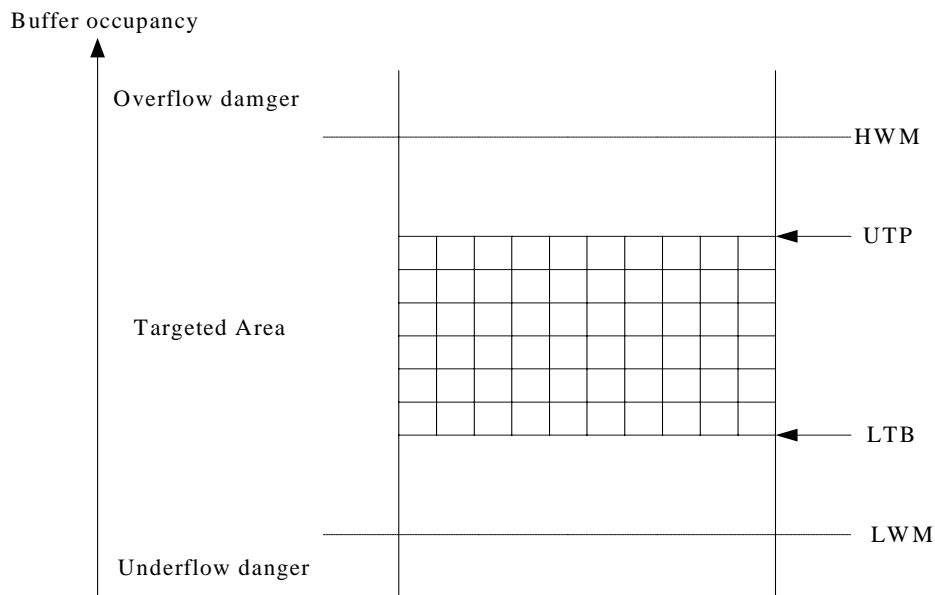 Buffer occupancy
Overflow damger
HWM
UTP
Targeted Area
LTB
LWM
Underflow danger